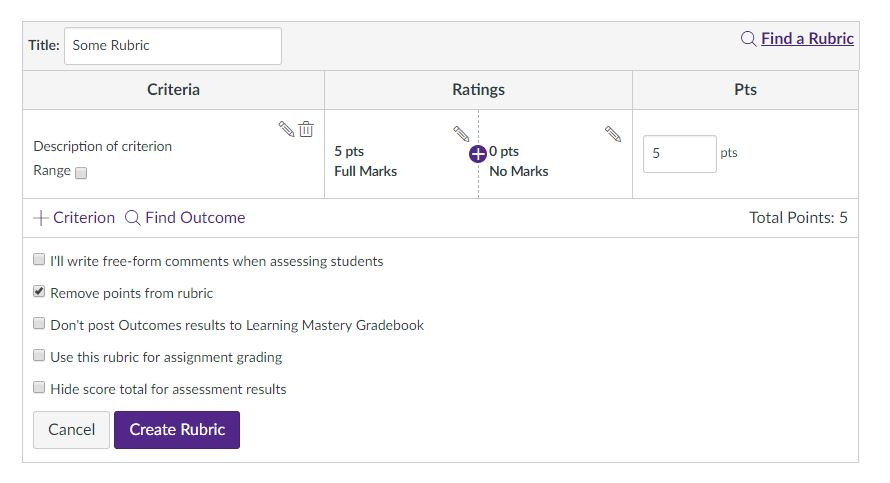 Title: Some Rubric
Find a Rubric
Criteria Ratings Pts
Description of criterion
Range
5 pts
Full Marks
0 pts
No Marks
5 pts
Criterion Find Outcome Total Points: 5
I'll write free-form comments when assessing students
Remove points from rubric
Don't post Outcomes results to Learning Mastery Gradebook
Use this rubric for assignment grading
Hide score total for assessment results
Cancel Create Rubric